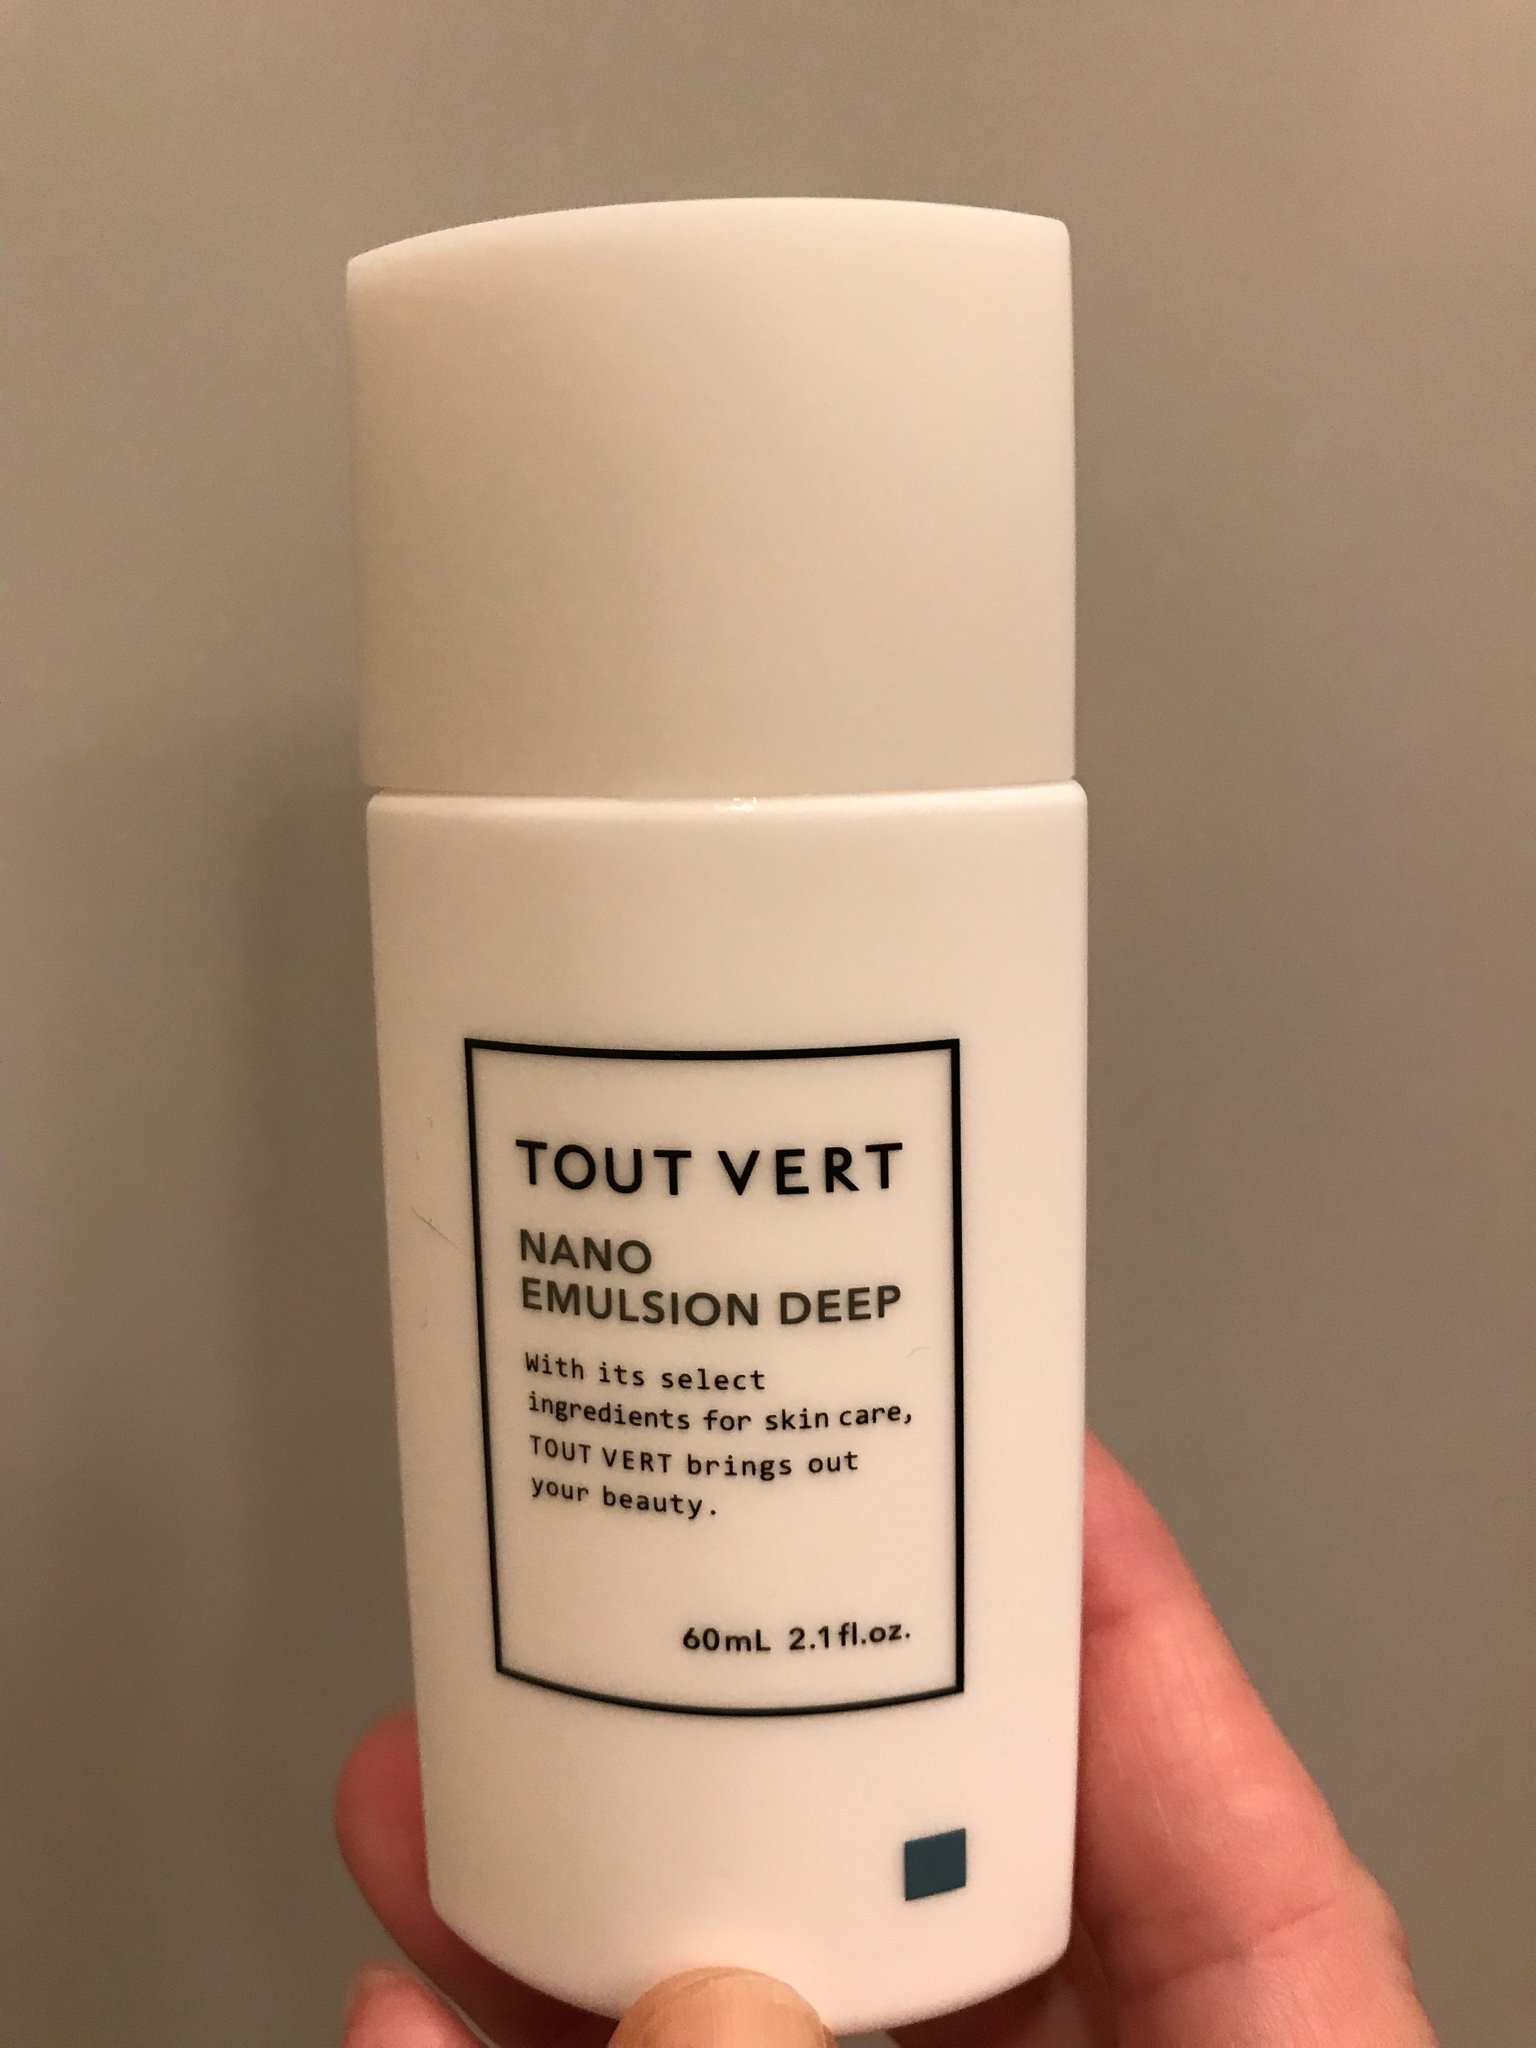 TOUT VERT
NANO
EMULSION DEEP
With its select
ingredients for skin care,
TOUT VERT brings out
your beauty.
60mL 2.1fl.oz.